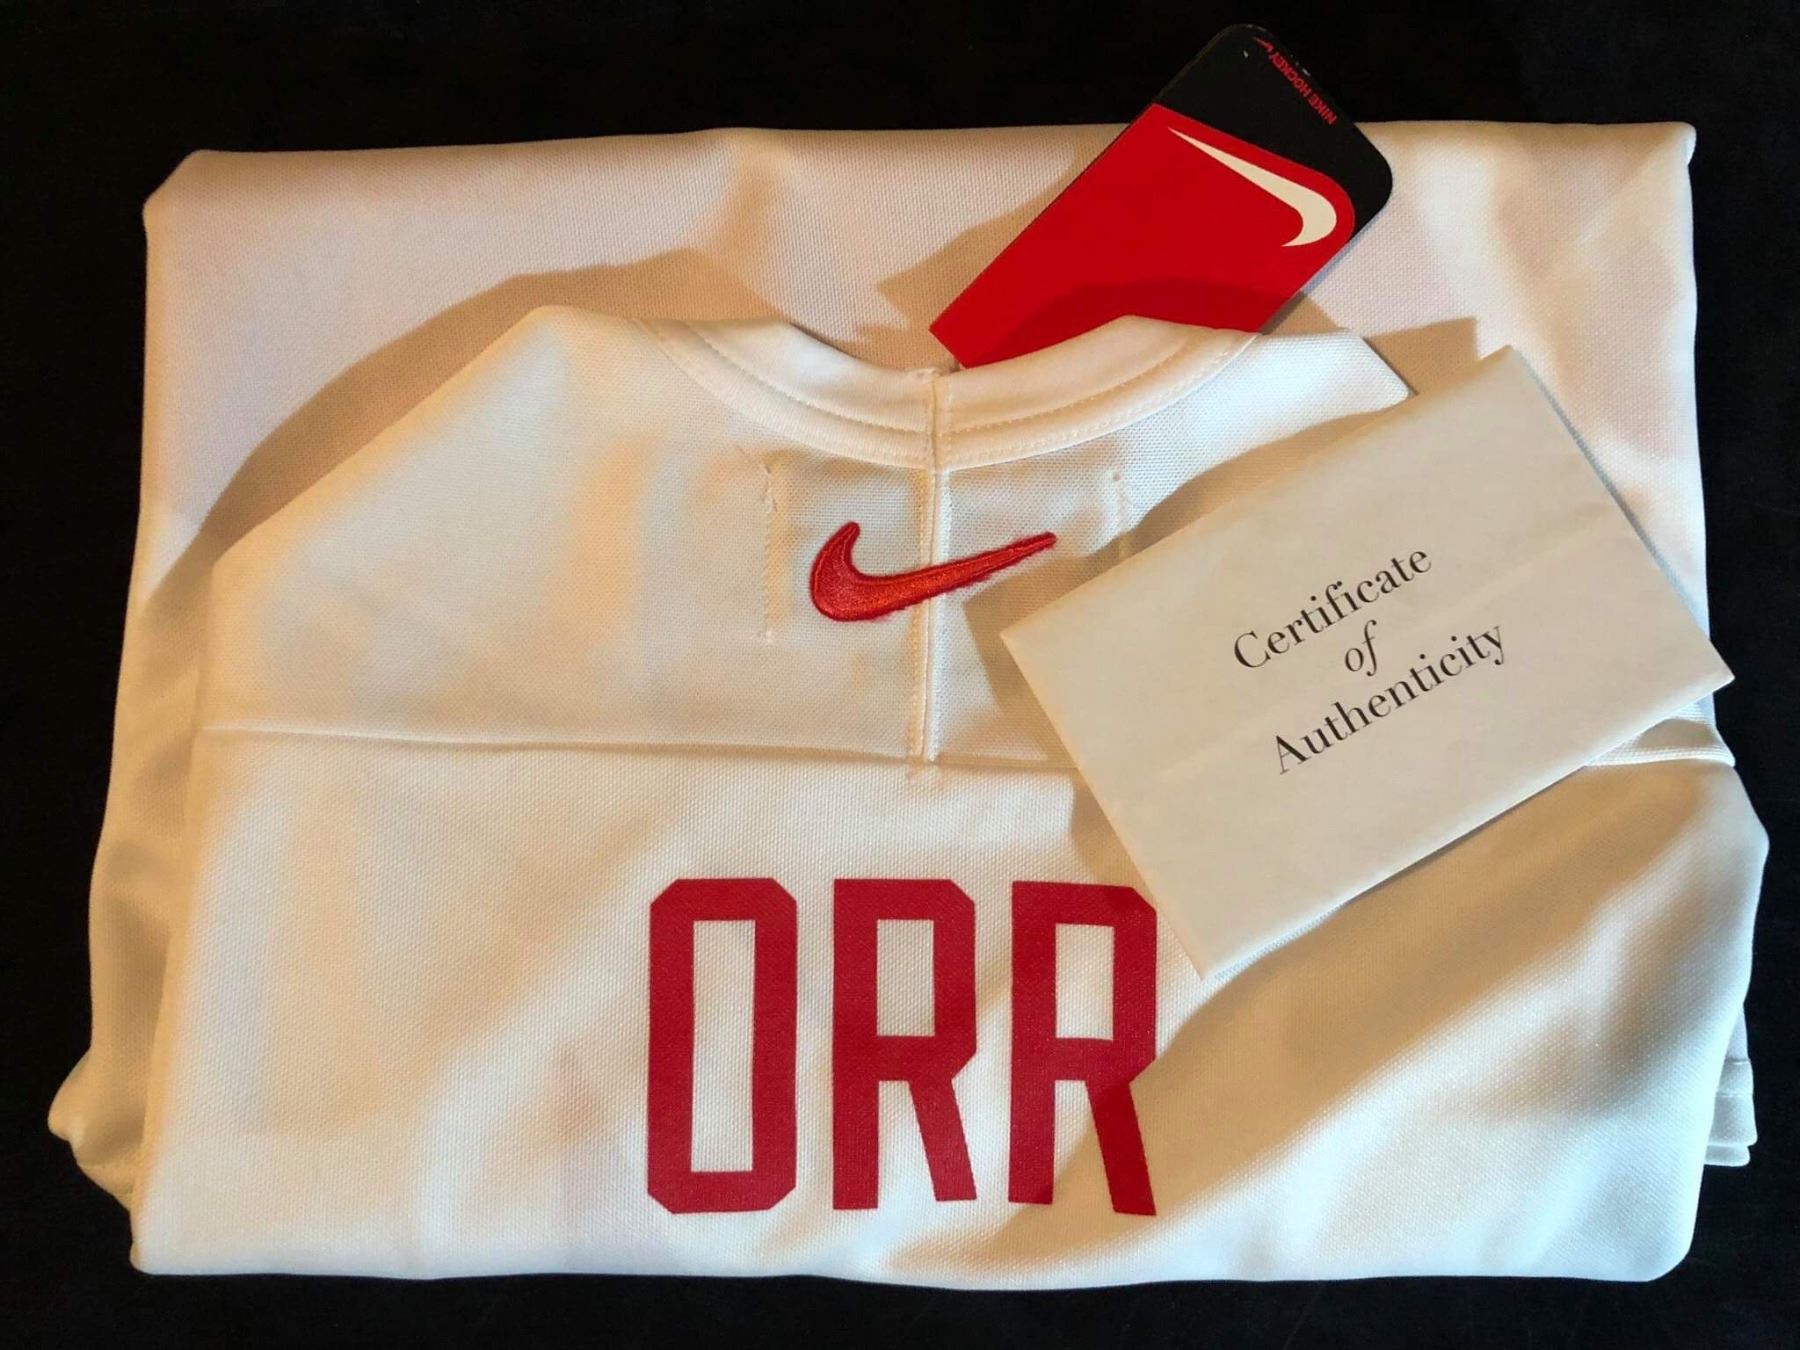 NIKE HOCKEY
Certificate
of
Authenticity
ORR